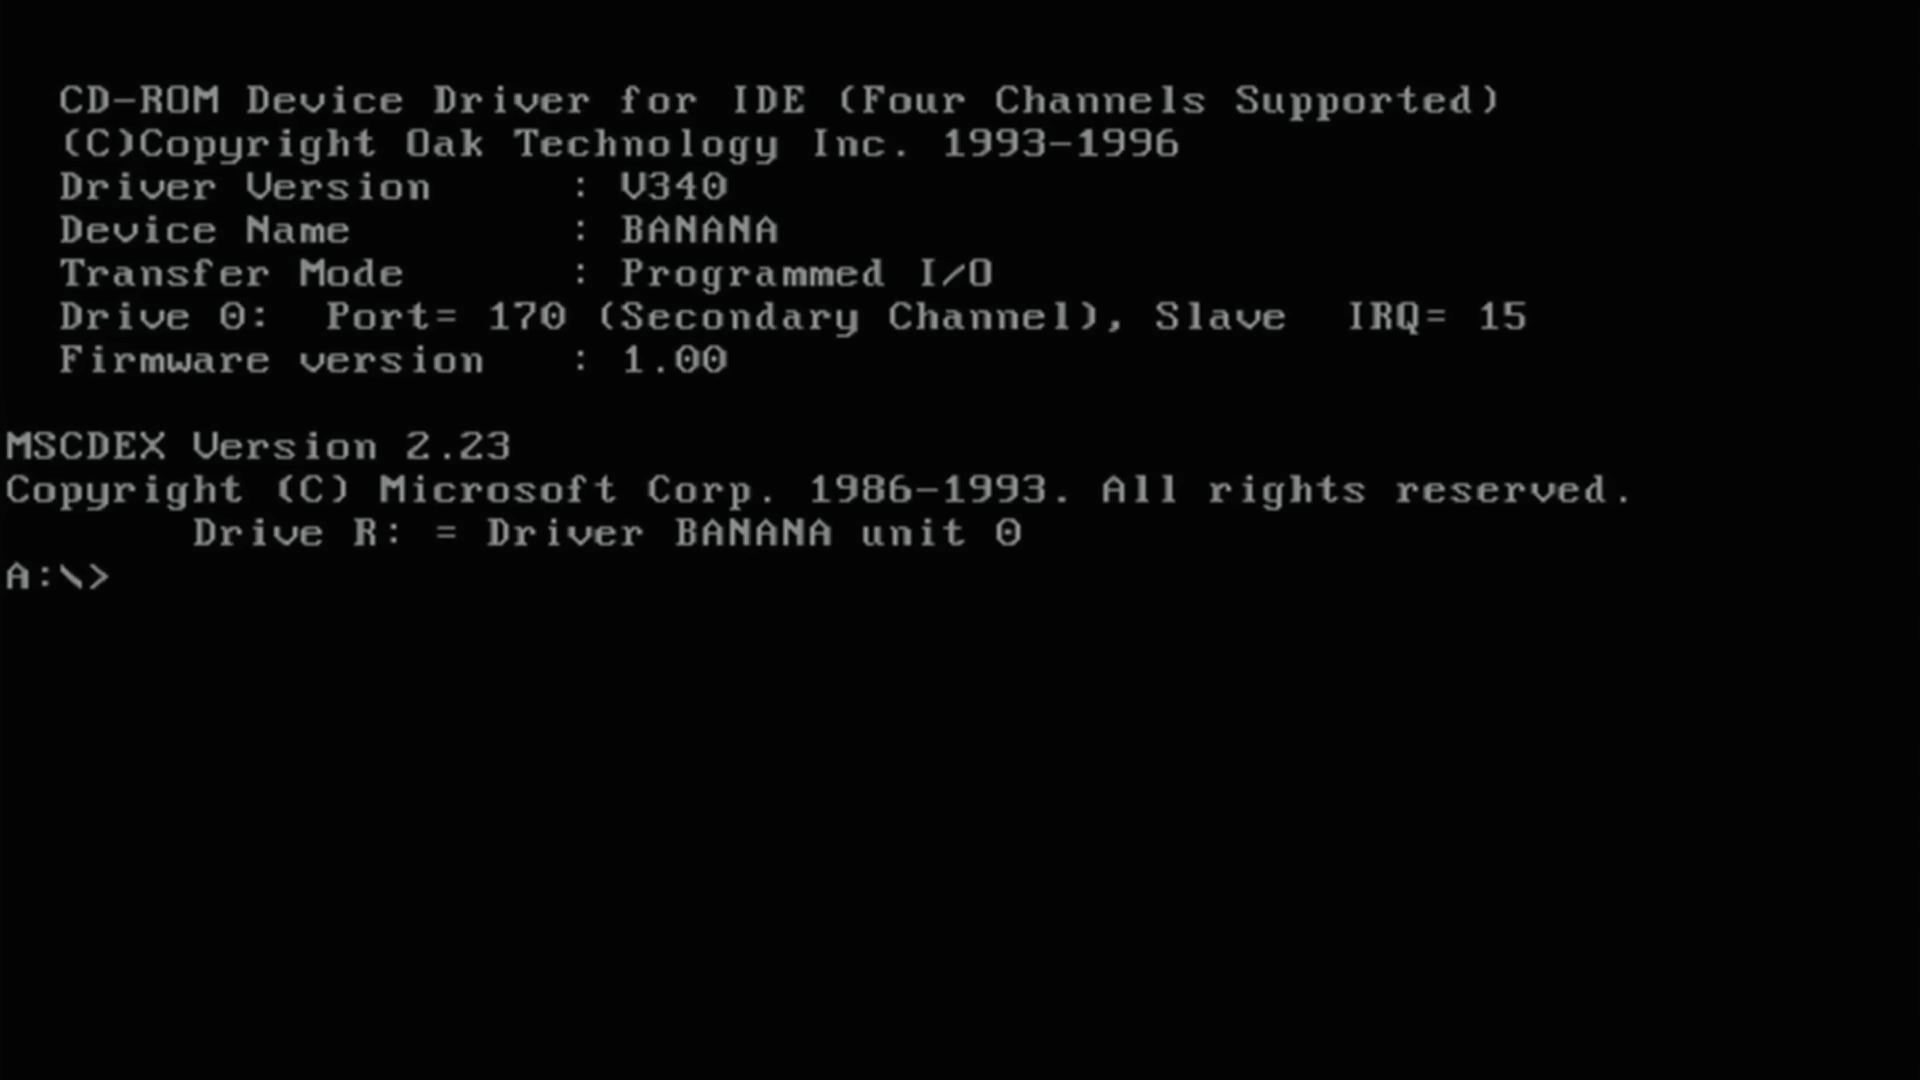 CD-ROM Device Driver for IDE (Four Channels Supported)
(C)Copyright Oak Technology Inc. 1993-1996
Driver Version : V340
Device Name : BANANA
Transfer Mode : Programmed I/O
Drive 0: Port= 170 (Secondary Channel), Slave IRQ= 15
Firmware version : 1.00
MSCDEX Version 2.23
Copyright (C) Microsoft Corp. 1986-1993. All rights reserved.
Drive R: = Driver BANANA unit 0
A:\>